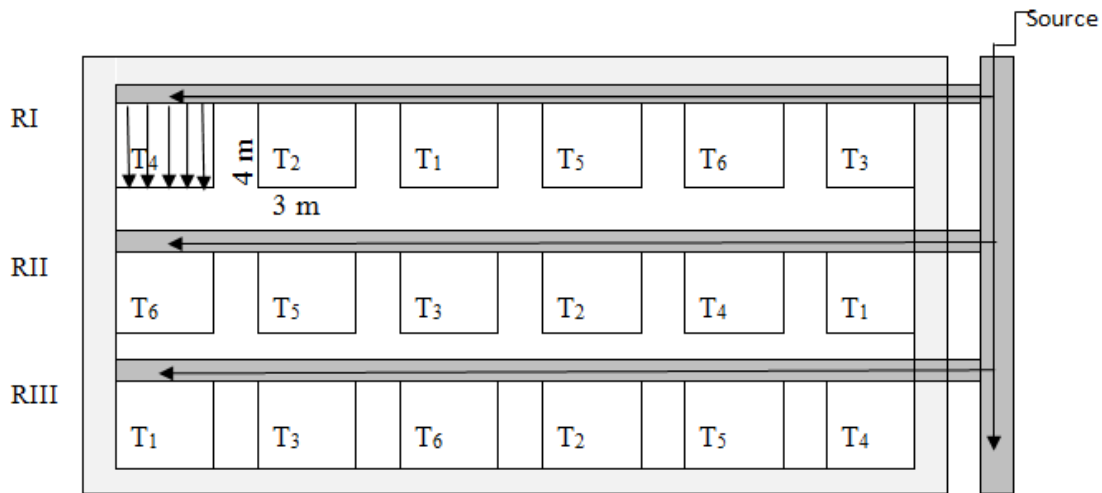 Source
RI
T4 4 m T2 T1 T5 T6 T3
3 m
RII
T6 T5 T3 T2 T4 T1
RIII
T1 T3 T6 T2 T5 T4